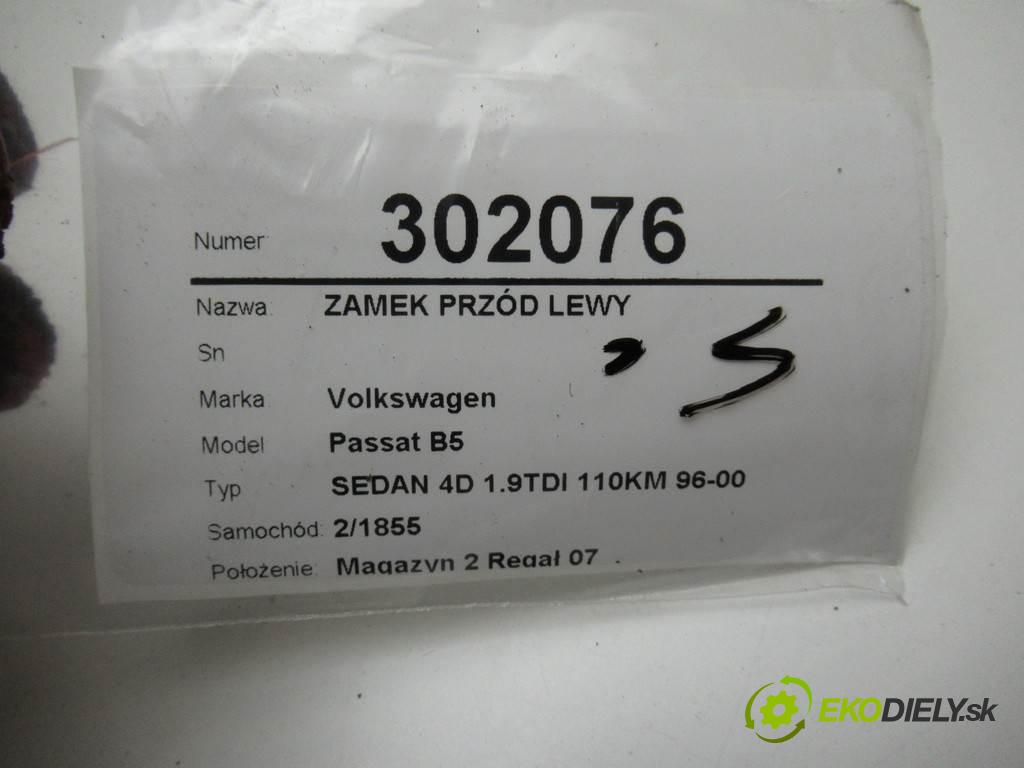 Numer 302076
Nazwa: ZAMEK PRZÓD LEWY
Sn
Marka Volkswagen
Model Passat B5
Typ SEDAN 4D 1.9TDI 110KM 96-00
Samochód: 2/1855
Położenie: Magazyn 2 Regał 07
EKODIELY.sk